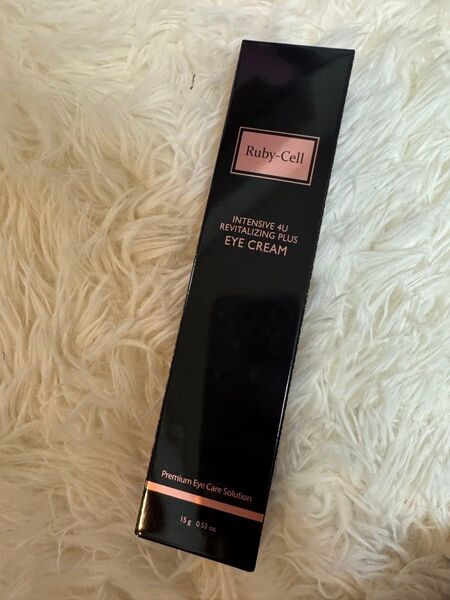 Ruby-Cell
INTENSIVE 4U
REVITALIZING PLUS
EYE CREAM
Premium Eye Care Solution
15 g 0.52 oz.